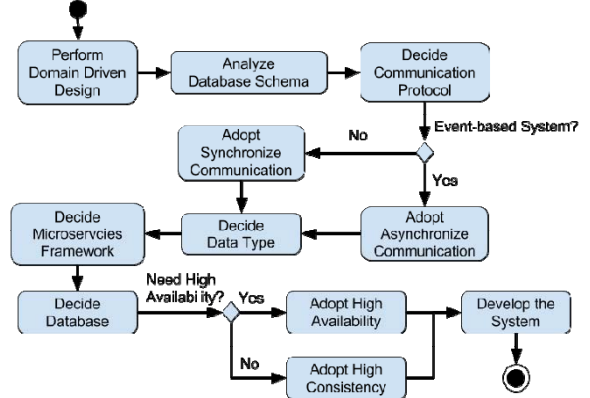 Perform
Domain Driven
Design
Analyze
Database Schema
Decide
Communication
Protocol
Event-based System?
No
Yes
Adopt
Synchronize
Communication
Adopt
Asynchronize
Communication
Decide
Data Type
Decide
Microservcies
Framework
Decide
Database
Need High
Availability?
Yes
No
Adopt High
Availability
Adopt High
Consistency
Develop the
System